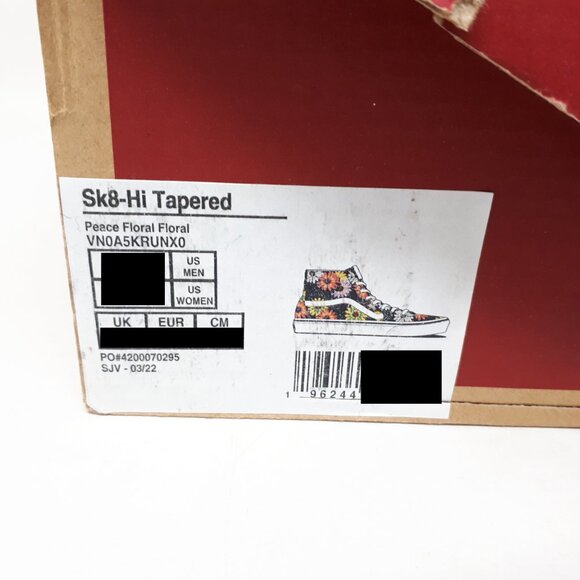 Sk8-Hi Tapered
Peace Floral Floral
VN0A5KRUNX0
US MEN
US WOMEN
UK EUR CM
PO#4200070295
SJV - 03/22
1 96244